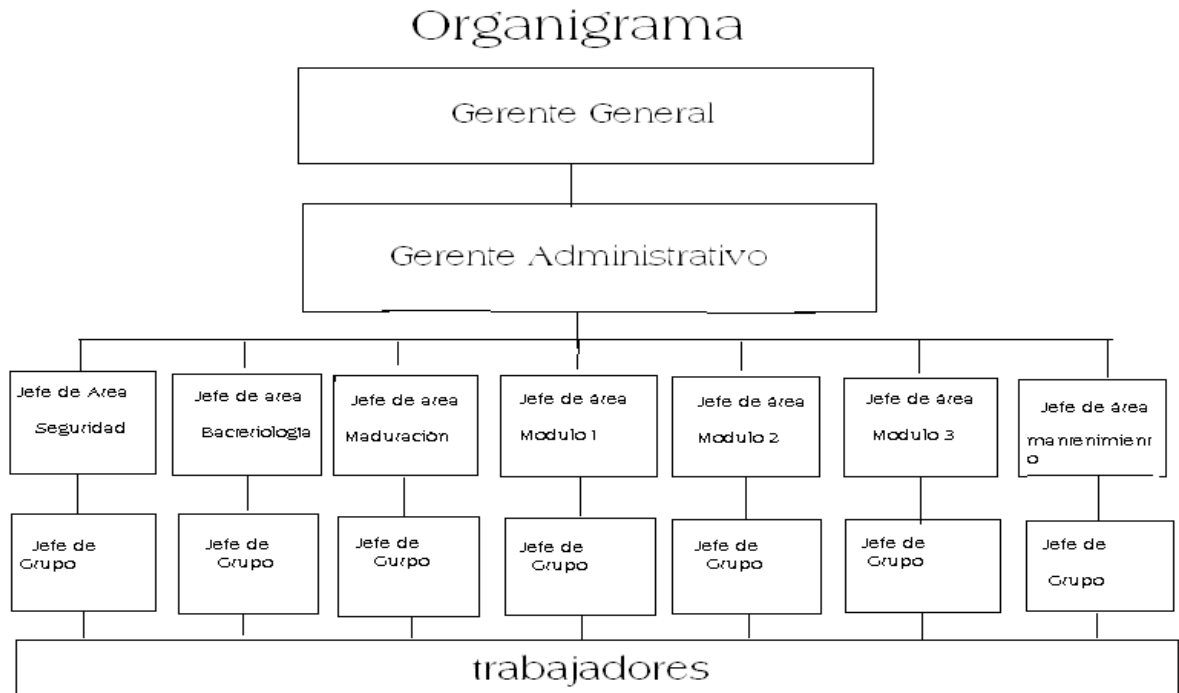 Organigrama
Gerente General
Gerente Administrativo
Jefe de Area
Seguridad
Jefe de area
Bacteriología
Jefe de area
Maduración
Jefe de área
Modulo 1
Jefe de área
Modulo 2
Jefe de área
Modulo 3
Jefe de área
mantenimient
o
Jefe de
Grupo
Jefe de
Grupo
Jefe de
Gurpo
Jefe de
Grupo
Jefe de
Grupo
Jefe de
Grupo
Jefe de
Grupo
trabajadores